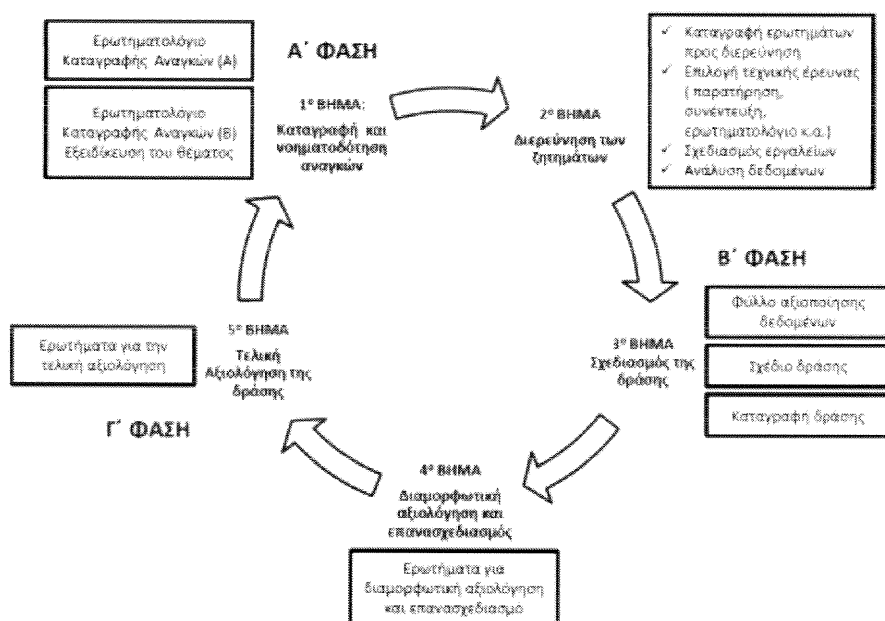 Ερωτηματολόγιο
Καταγραφής Αναγκών (Α)
Ερωτηματολόγιο
Καταγραφής Αναγκών (Β)
Εξειδίκευση του θέματος
Α΄ ΦΑΣΗ
1ο ΒΗΜΑ:
Καταγραφή και
νοηματοδότηση
αναγκών
2ο ΒΗΜΑ
Διερεύνηση των
ζητημάτων
✓ Καταγραφή ερωτημάτων
προς διερεύνηση
✓ Επιλογή τεχνικής έρευνας
( παρατήρηση,
συνέντευξη,
ερωτηματολόγιο κ.α.)
✓ Σχεδιασμός εργαλείων
✓ Ανάλυση δεδομένων
Β΄ ΦΑΣΗ
3ο ΒΗΜΑ
Σχεδιασμός της
δράσης
Φύλλο αξιοποίησης
δεδομένων
Σχέδιο δράσης
Καταγραφη δράσης
4ο ΒΗΜΑ
Διαμορφωτική
αξιολόγηση και
επανασχεδιασμός
Ερωτήματα για
διαμορφωτική αξιολόγηση
και επανασχεδιασμο
Γ΄ ΦΑΣΗ
5ο ΒΗΜΑ
Τελική
Αξιολόγηση της
δράσης
Ερωτήματα για την
τελική αξιολόγηση